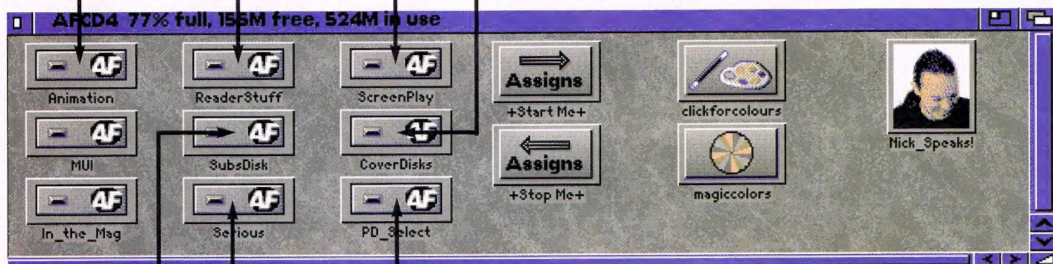 AFCD4 77% full, 156M free, 524M in use
AF AF AF
Assigns
Animation ReaderStuff ScreenPlay +Start Me+ clickforcolours
AF AF AF
Assigns
MUI SubsDisk CoverDisks +Stop Me+ magiccolors Nick_Speaks!
AF AF AF
In_the_Mag Serious PD_Select